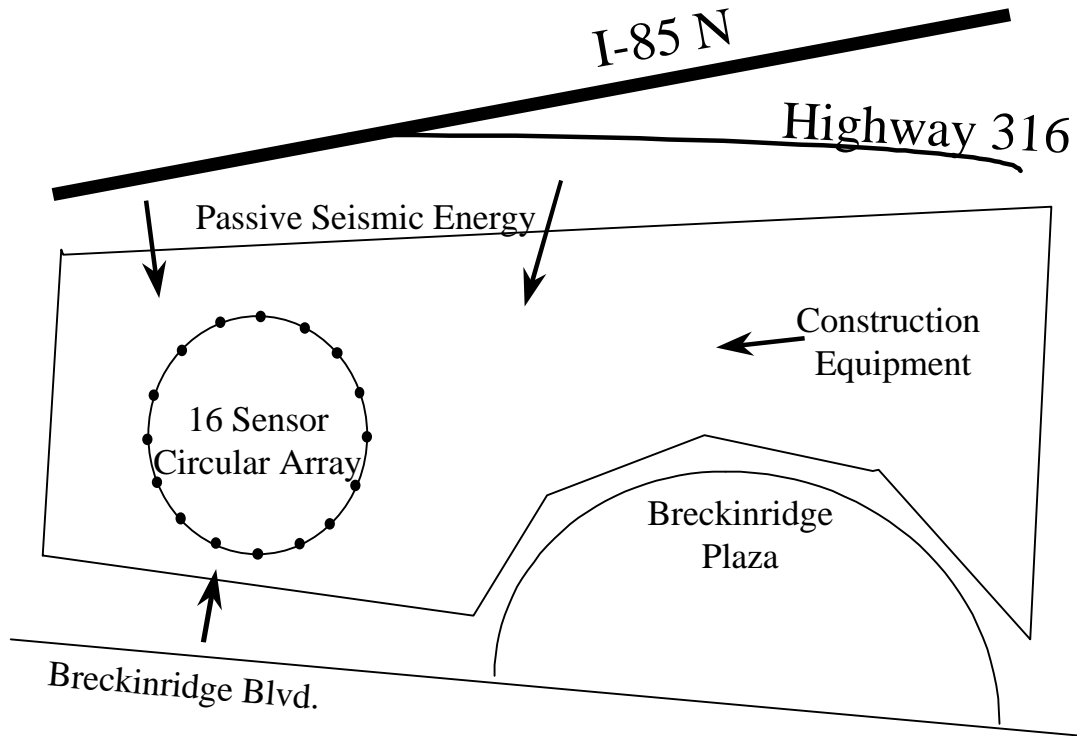 I-85 N
Highway 316
Passive Seismic Energy
Construction
Equipment
16 Sensor
Circular Array
Breckinridge
Plaza
Breckinridge Blvd.